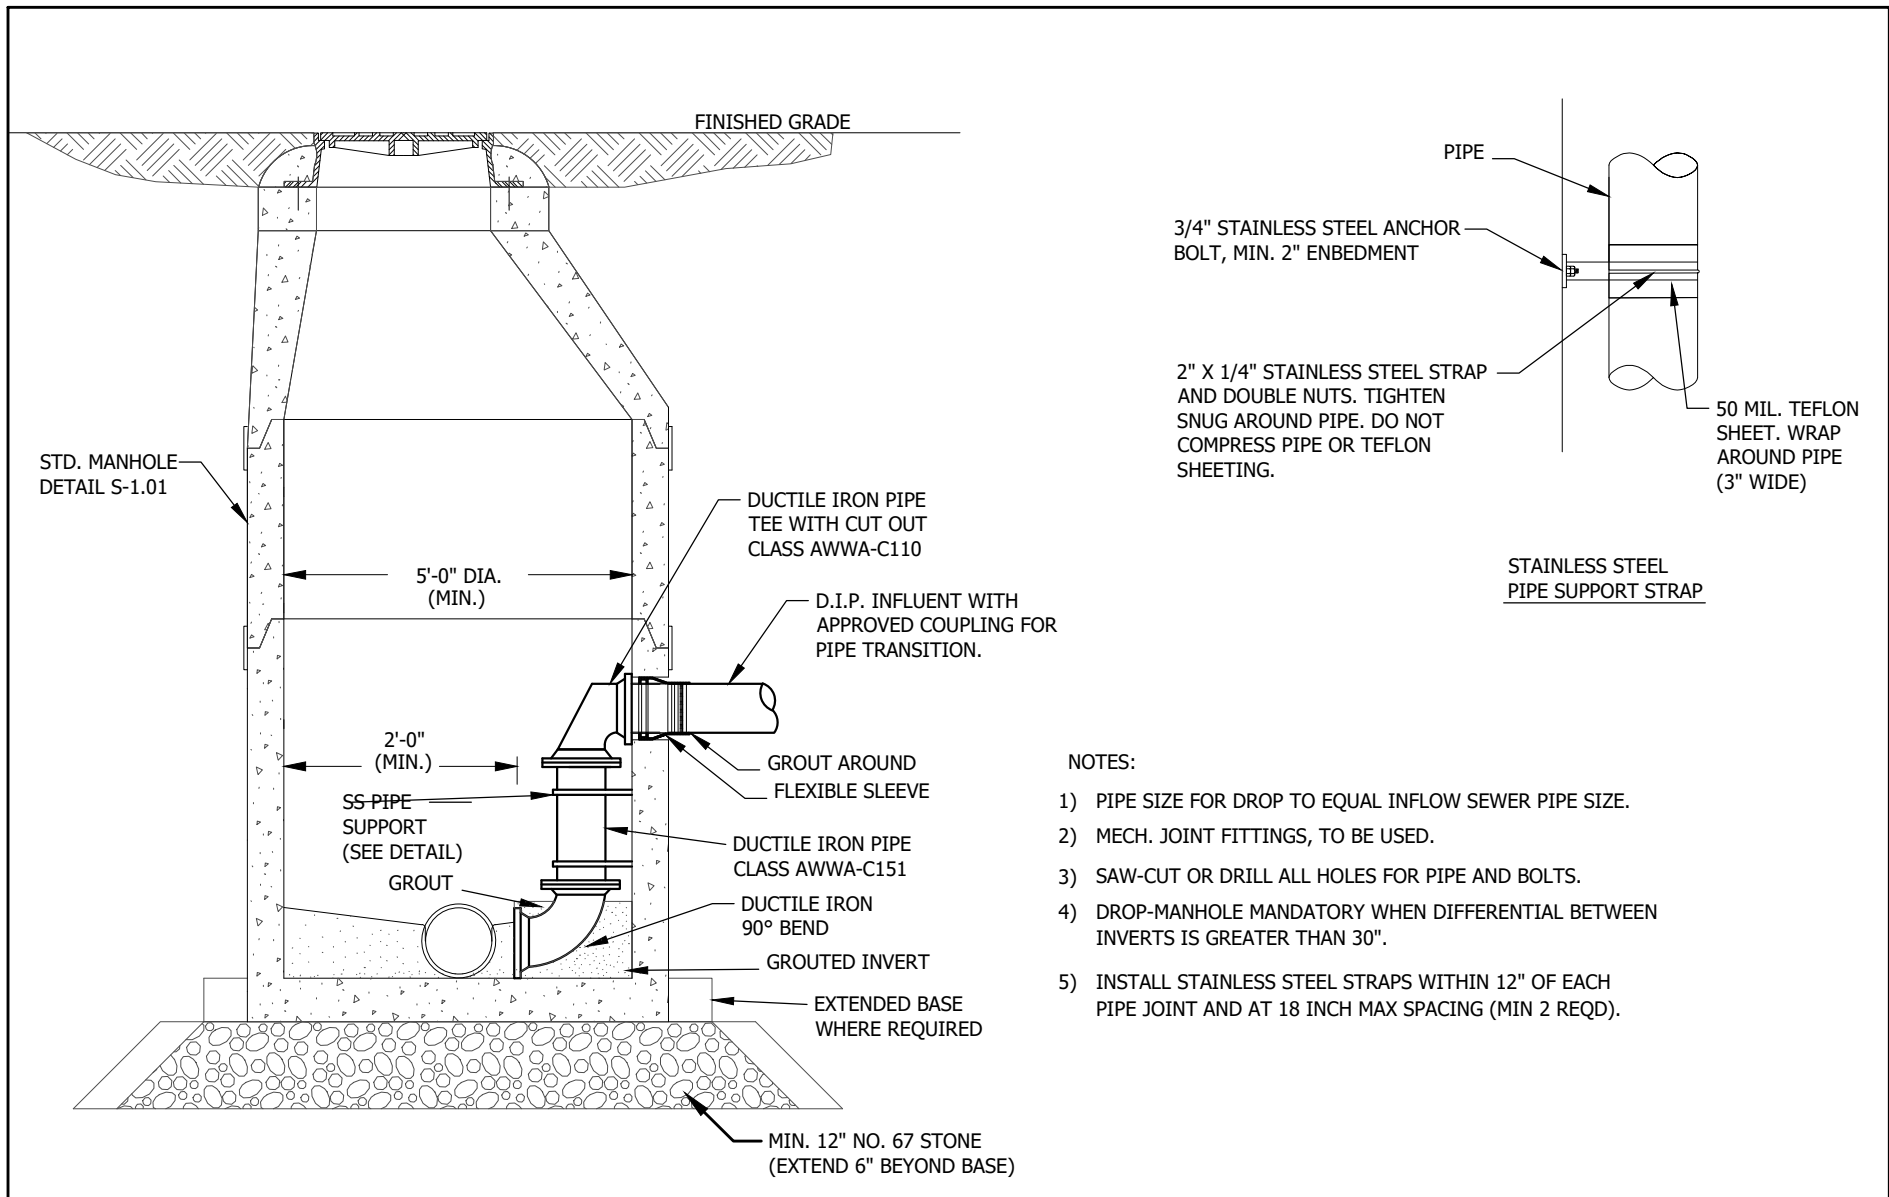 FINISHED GRADE
STD. MANHOLE
DETAIL S-1.01
5'-0" DIA.
(MIN.)
DUCTILE IRON PIPE
TEE WITH CUT OUT
CLASS AWWA-C110
D.I.P. INFLUENT WITH
APPROVED COUPLING FOR
PIPE TRANSITION.
2'-0"
(MIN.)
GROUT AROUND
FLEXIBLE SLEEVE
SS PIPE
SUPPORT
(SEE DETAIL)
DUCTILE IRON PIPE
CLASS AWWA-C151
GROUT
DUCTILE IRON
90° BEND
GROUTED INVERT
EXTENDED BASE
WHERE REQUIRED
MIN. 12" NO. 67 STONE
(EXTEND 6" BEYOND BASE)
PIPE
3/4" STAINLESS STEEL ANCHOR
BOLT, MIN. 2" ENBEDMENT
2" X 1/4" STAINLESS STEEL STRAP
AND DOUBLE NUTS. TIGHTEN
SNUG AROUND PIPE. DO NOT
COMPRESS PIPE OR TEFLON
SHEETING.
50 MIL. TEFLON
SHEET. WRAP
AROUND PIPE
(3" WIDE)
STAINLESS STEEL
PIPE SUPPORT STRAP
NOTES:
1) PIPE SIZE FOR DROP TO EQUAL INFLOW SEWER PIPE SIZE.
2) MECH. JOINT FITTINGS, TO BE USED.
3) SAW-CUT OR DRILL ALL HOLES FOR PIPE AND BOLTS.
4) DROP-MANHOLE MANDATORY WHEN DIFFERENTIAL BETWEEN
INVERTS IS GREATER THAN 30".
5) INSTALL STAINLESS STEEL STRAPS WITHIN 12" OF EACH
PIPE JOINT AND AT 18 INCH MAX SPACING (MIN 2 REQD).